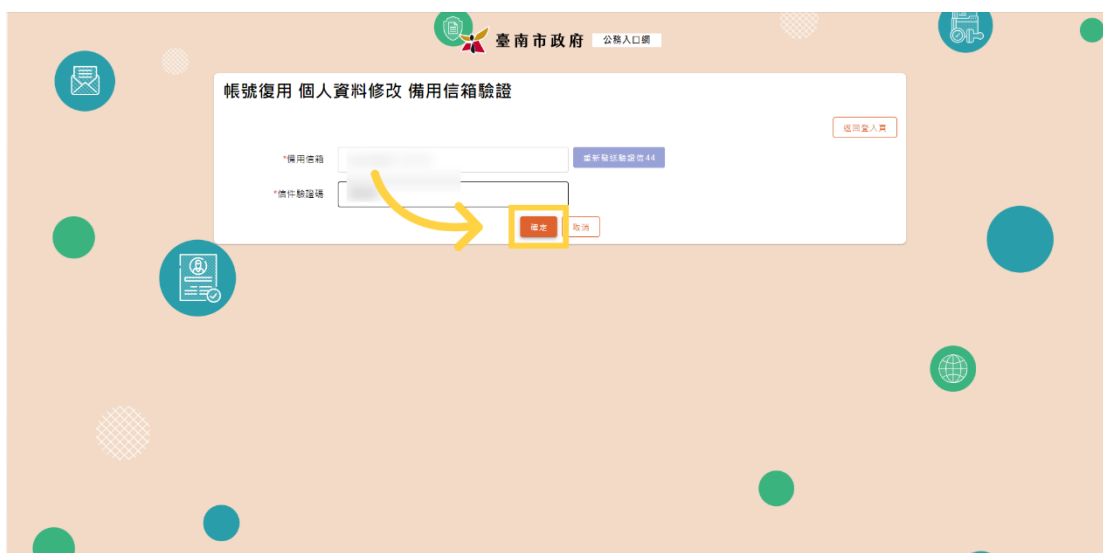 臺南市政府 公務人口網
帳號復用 個人資料修改 備用信箱驗證
返回登入頁
*備用信箱
重新發送驗證信44
*信件驗證碼
確定 取消